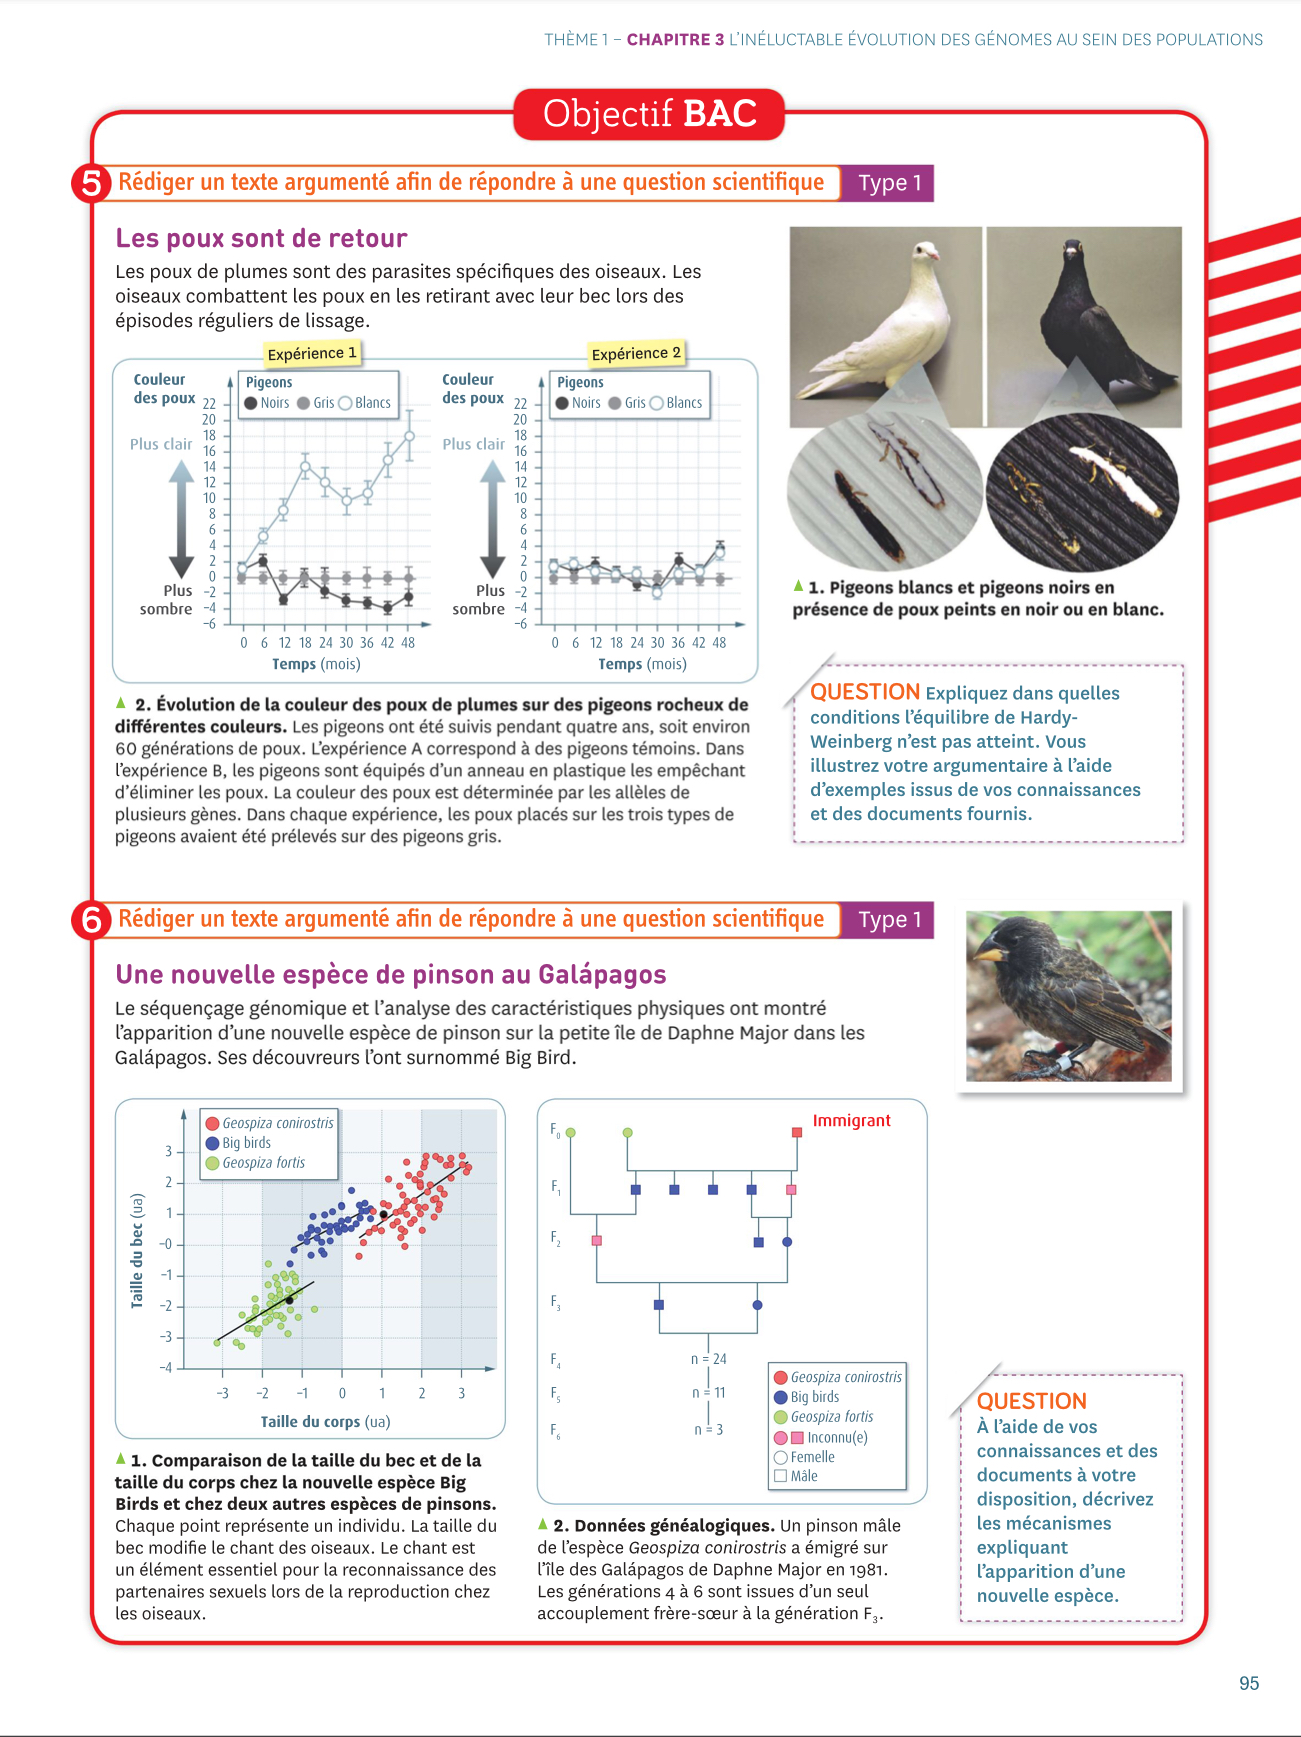 THÈME 1 – CHAPITRE 3 L'INÉLUCTABLE ÉVOLUTION DES GÉNOMES AU SEIN DES POPULATIONS
Objectif BAC
5 Rédiger un texte argumenté afin de répondre à une question scientifique Type 1
Les poux sont de retour
Les poux de plumes sont des parasites spécifiques des oiseaux. Les
oiseaux combattent les poux en les retirant avec leur bec lors des
épisodes réguliers de lissage.
Expérience 1
Couleur
des poux
Pigeons
Noirs Gris Blancs
22
20
18
16
14
12
10
8
6
4
2
0
–2
–4
–6
Plus clair
Plus
sombre
0 6 12 18 24 30 36 42 48
Temps (mois)
Expérience 2
Couleur
des poux
Pigeons
Noirs Gris Blancs
22
20
18
16
14
12
10
8
6
4
2
0
–2
–4
–6
Plus clair
Plus
sombre
0 6 12 18 24 30 36 42 48
Temps (mois)
2. Évolution de la couleur des poux de plumes sur des pigeons rocheux de
différentes couleurs. Les pigeons ont été suivis pendant quatre ans, soit environ
60 générations de poux. L'expérience A correspond à des pigeons témoins. Dans
l'expérience B, les pigeons sont équipés d'un anneau en plastique les empêchant
d'éliminer les poux. La couleur des poux est déterminée par les allèles de
plusieurs gènes. Dans chaque expérience, les poux placés sur les trois types de
pigeons avaient été prélevés sur des pigeons gris.
1. Pigeons blancs et pigeons noirs en
présence de poux peints en noir ou en blanc.
QUESTION Expliquez dans quelles
conditions l'équilibre de Hardy-
Weinberg n'est pas atteint. Vous
illustrez votre argumentaire à l'aide
d'exemples issus de vos connaissances
et des documents fournis.
6 Rédiger un texte argumenté afin de répondre à une question scientifique Type 1
Une nouvelle espèce de pinson au Galápagos
Le séquençage génomique et l'analyse des caractéristiques physiques ont montré
l'apparition d'une nouvelle espèce de pinson sur la petite île de Daphne Major dans les
Galápagos. Ses découvreurs l'ont surnommé Big Bird.
Geospiza conirostris
Big birds
Geospiza fortis
Taille du bec (ua)
3
2
1
–0
–1
–2
–3
–4
–3 –2 –1 0 1 2 3
Taille du corps (ua)
1. Comparaison de la taille du bec et de la
taille du corps chez la nouvelle espèce Big
Birds et chez deux autres espèces de pinsons.
Chaque point représente un individu. La taille du
bec modifie le chant des oiseaux. Le chant est
un élément essentiel pour la reconnaissance des
partenaires sexuels lors de la reproduction chez
les oiseaux.
Immigrant
F0
F1
F2
F3
F4 n = 24
F5 n = 11
F6 n = 3
Geospiza conirostris
Big birds
Geospiza fortis
Inconnu(e)
Femelle
Mâle
2. Données généalogiques. Un pinson mâle
de l'espèce Geospiza conirostris a émigré sur
l'île des Galápagos de Daphne Major en 1981.
Les générations 4 à 6 sont issues d'un seul
accouplement frère-sœur à la génération F3.
QUESTION
À l'aide de vos
connaissances et des
documents à votre
disposition, décrivez
les mécanismes
expliquant
l'apparition d'une
nouvelle espèce.
95